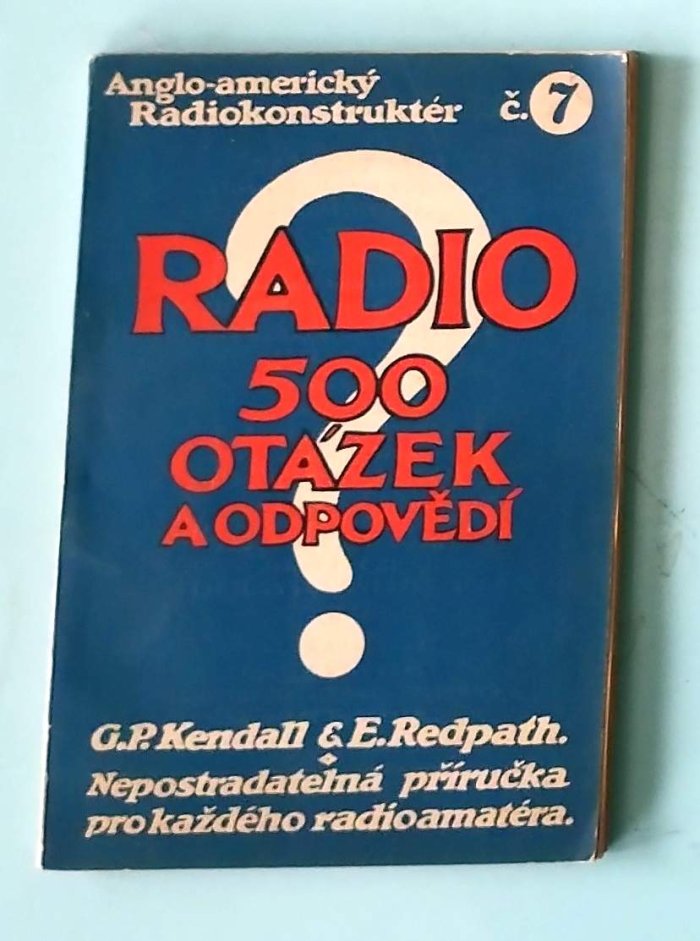 Anglo-americký
Radiokonstruktér č. 7
RADIO
500
OTÁZEK
A ODPOVĚDÍ
G.P. Kendall & E. Redpath.
Nepostradatelná příručka
pro každého radioamatéra.